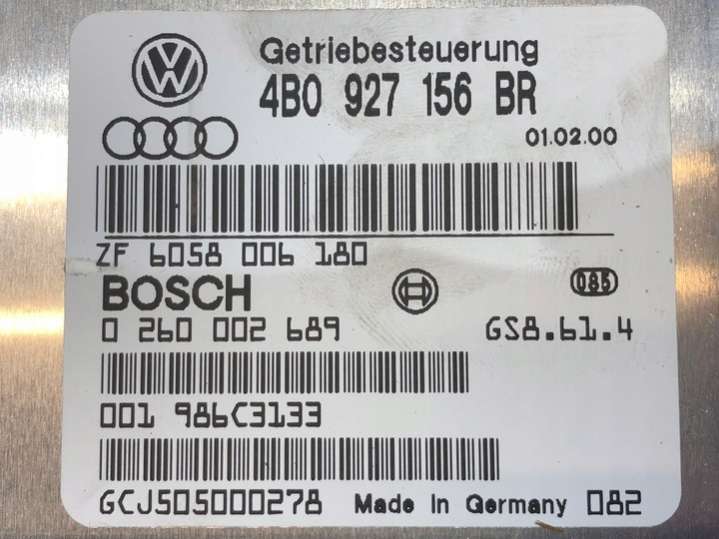 Getriebesteuerung
4B0 927 156 BR
01.02.00
ZF 6058 006 180
BOSCH
085
0 260 002 689 GS8.61.4
001 986C3133
GCJ505000278 Made in Germany 082